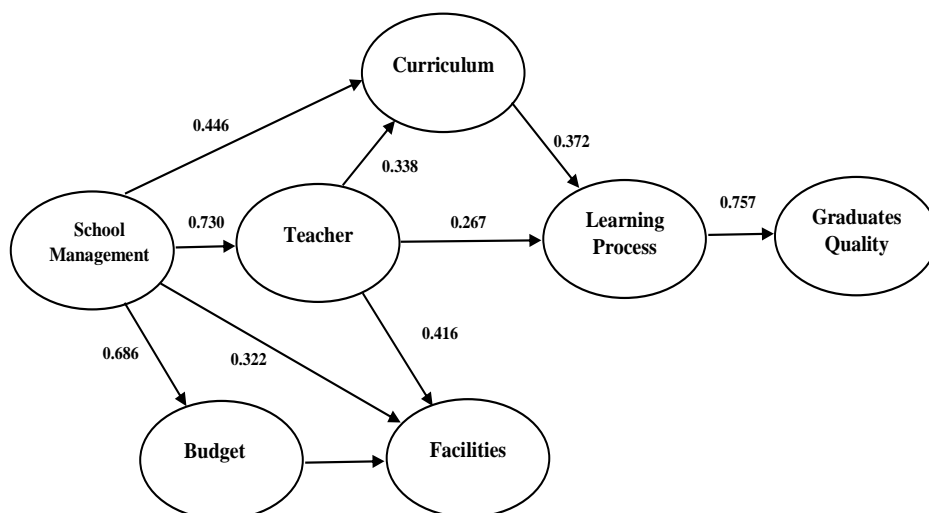 Curriculum
0.446
0.372
0.338
School
Management
0.730
Teacher
0.267
Learning
Process
0.757
Graduates
Quality
0.686
0.322
0.416
Budget
Facilities